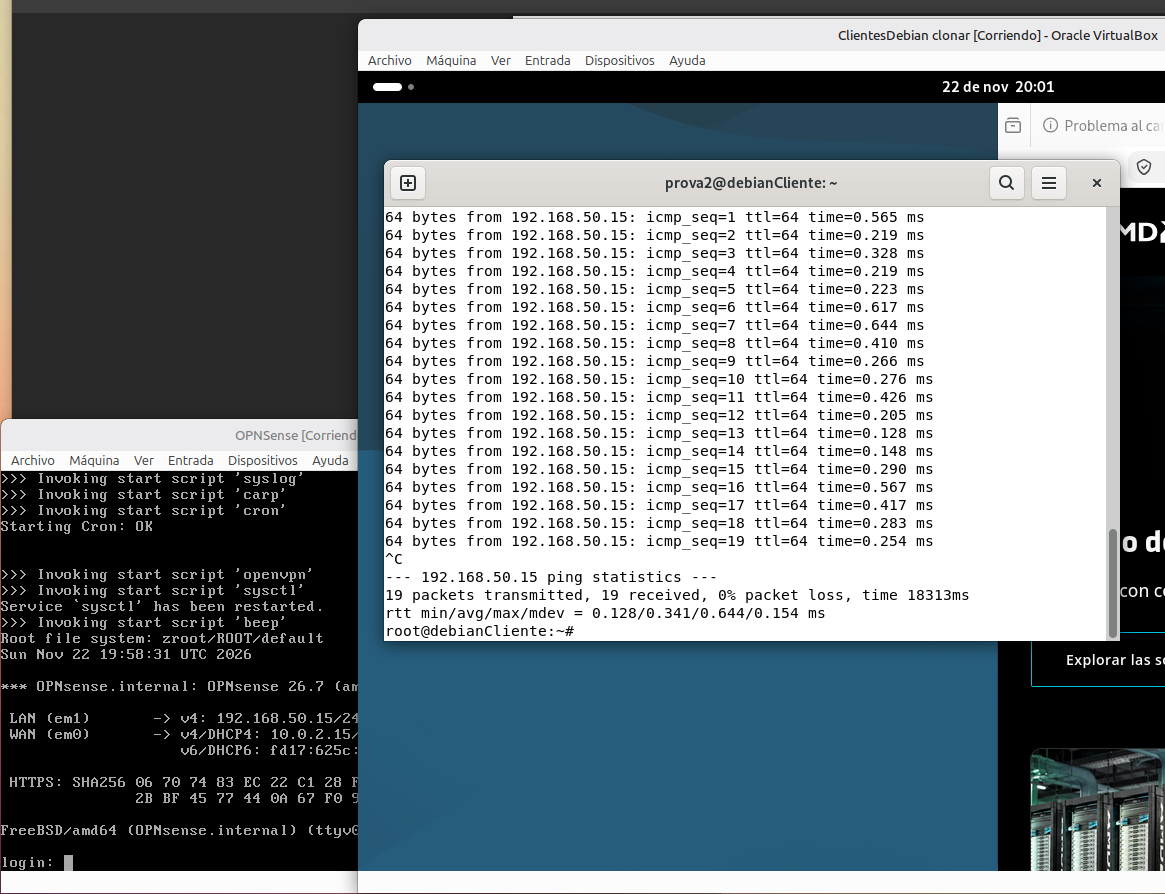 ClientesDebian clonar [Corriendo] - Oracle VirtualBox
Archivo Máquina Ver Entrada Dispositivos Ayuda
22 de nov 20:01
Problema al
prova2@debianCliente: ~
64 bytes from 192.168.50.15: icmp_seq=1 ttl=64 time=0.565 ms
64 bytes from 192.168.50.15: icmp_seq=2 ttl=64 time=0.219 ms
64 bytes from 192.168.50.15: icmp_seq=3 ttl=64 time=0.328 ms
64 bytes from 192.168.50.15: icmp_seq=4 ttl=64 time=0.219 ms
64 bytes from 192.168.50.15: icmp_seq=5 ttl=64 time=0.223 ms
64 bytes from 192.168.50.15: icmp_seq=6 ttl=64 time=0.617 ms
64 bytes from 192.168.50.15: icmp_seq=7 ttl=64 time=0.644 ms
64 bytes from 192.168.50.15: icmp_seq=8 ttl=64 time=0.410 ms
64 bytes from 192.168.50.15: icmp_seq=9 ttl=64 time=0.266 ms
64 bytes from 192.168.50.15: icmp_seq=10 ttl=64 time=0.276 ms
64 bytes from 192.168.50.15: icmp_seq=11 ttl=64 time=0.426 ms
64 bytes from 192.168.50.15: icmp_seq=12 ttl=64 time=0.205 ms
64 bytes from 192.168.50.15: icmp_seq=13 ttl=64 time=0.128 ms
64 bytes from 192.168.50.15: icmp_seq=14 ttl=64 time=0.148 ms
64 bytes from 192.168.50.15: icmp_seq=15 ttl=64 time=0.290 ms
64 bytes from 192.168.50.15: icmp_seq=16 ttl=64 time=0.567 ms
64 bytes from 192.168.50.15: icmp_seq=17 ttl=64 time=0.417 ms
64 bytes from 192.168.50.15: icmp_seq=18 ttl=64 time=0.283 ms
64 bytes from 192.168.50.15: icmp_seq=19 ttl=64 time=0.254 ms
^C
--- 192.168.50.15 ping statistics ---
19 packets transmitted, 19 received, 0% packet loss, time 18313ms
rtt min/avg/max/mdev = 0.128/0.341/0.644/0.154 ms
root@debianCliente:~#
con
Explorar las
OPNSense [Corriend
Archivo Máquina Ver Entrada Dispositivos Ayuda
>>> Invoking start script 'syslog'
>>> Invoking start script 'carp'
>>> Invoking start script 'cron'
Starting Cron: OK
>>> Invoking start script 'openvpn'
>>> Invoking start script 'sysctl'
Service `sysctl' has been restarted.
>>> Invoking start script 'beep'
Root file system: zroot/ROOT/default
Sun Nov 22 19:58:31 UTC 2026
*** OPNsense.internal: OPNsense 26.7 (am
LAN (em1) -> v4: 192.168.50.15/24
WAN (em0) -> v4/DHCP4: 10.0.2.15/
v6/DHCP6: fd17:625c:
HTTPS: SHA256 06 70 74 83 EC 22 C1 28
2B BF 45 77 44 0A 67 F0
FreeBSD/amd64 (OPNsense.internal) (ttyv0
login: